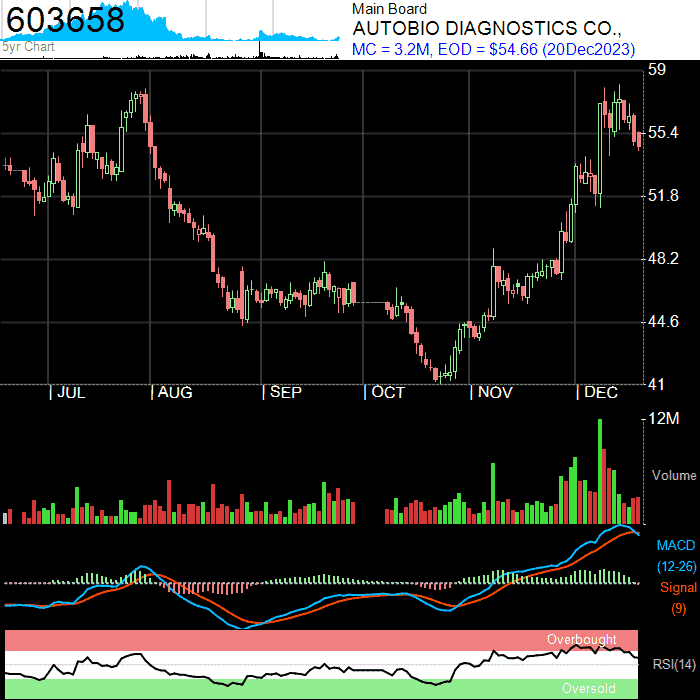 603658
5yr Chart
Main Board
AUTOBIO DIAGNOSTICS CO.,
MC = 3.2M, EOD = $54.66 (20Dec2023)
59
55.4
51.8
48.2
44.6
41
JUL
AUG
SEP
OCT
NOV
DEC
12M
Volume
MACD
(12-26)
Signal
(9)
Overbought
RSI(14)
Oversold